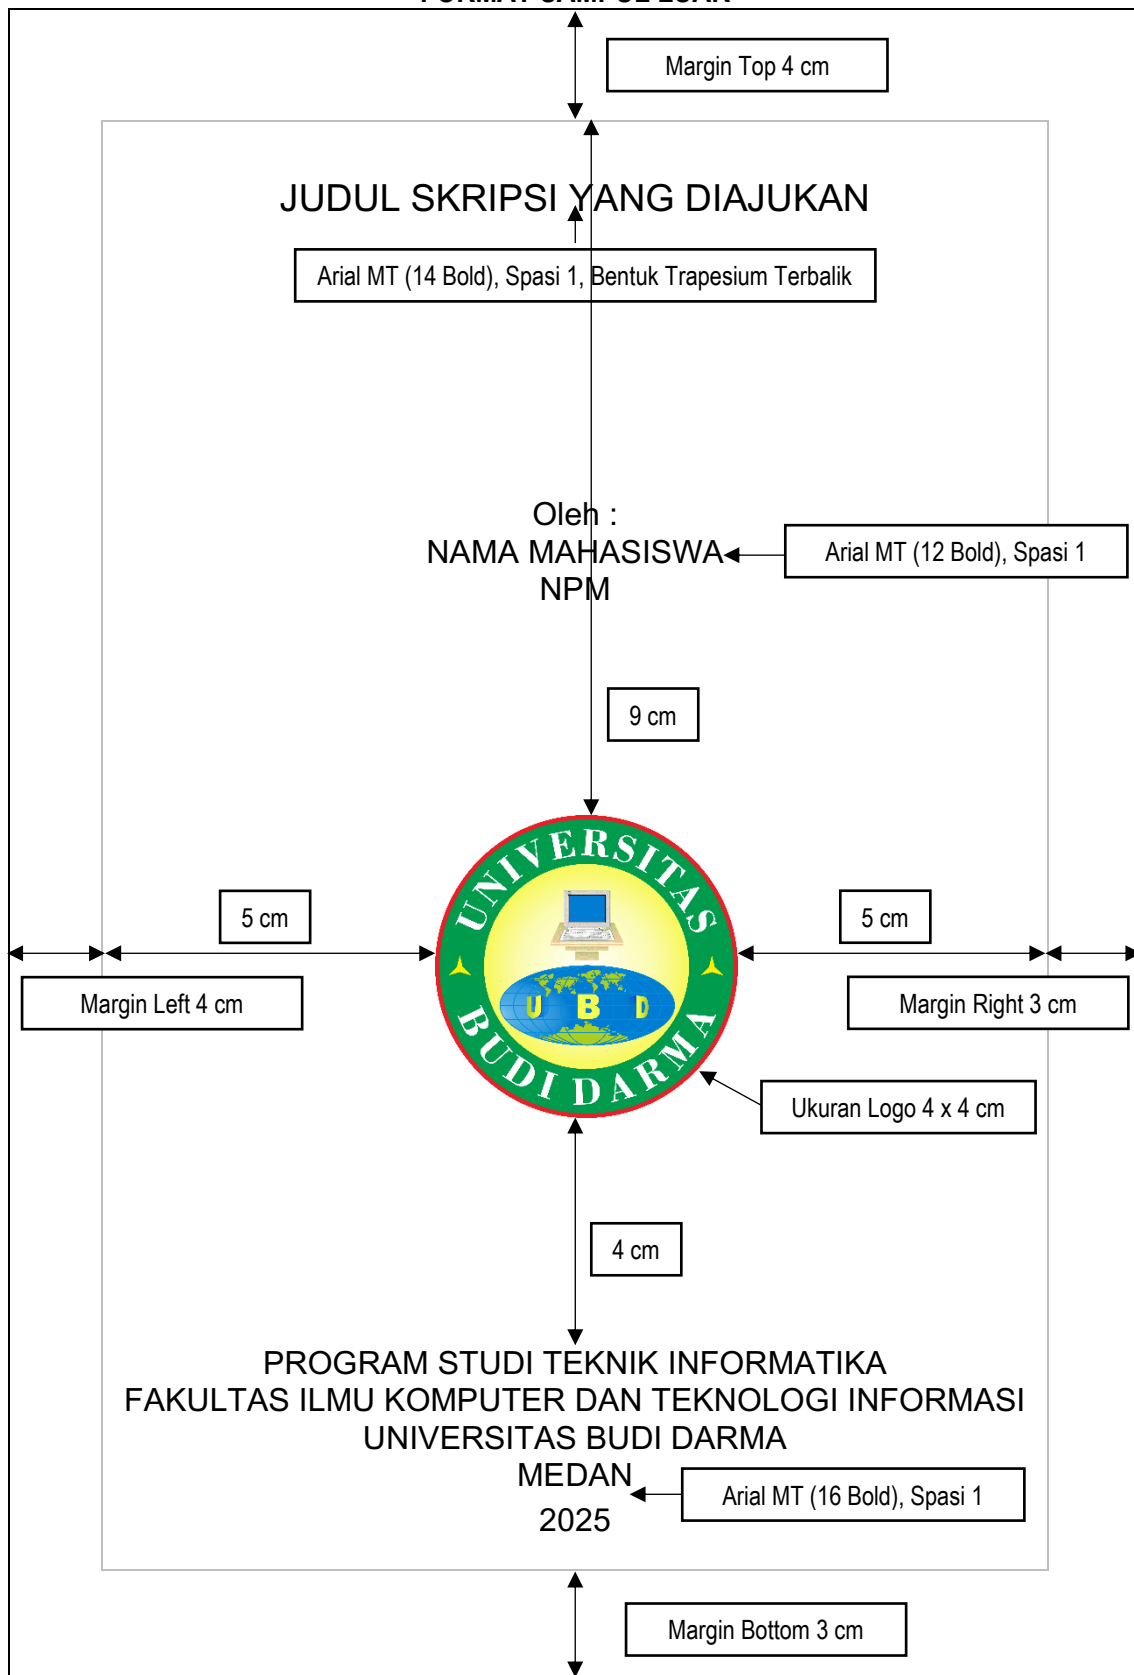 FORMAT SAMPUL LUAR
Margin Top 4 cm
JUDUL SKRIPSI YANG DIAJUKAN
Arial MT (14 Bold), Spasi 1, Bentuk Trapesium Terbalik
Oleh :
NAMA MAHASISWA
Arial MT (12 Bold), Spasi 1
NPM
9 cm
UNIVERSITAS
5 cm
5 cm
Margin Left 4 cm
U B D
Margin Right 3 cm
BUDI DARMA
Ukuran Logo 4 x 4 cm
4 cm
PROGRAM STUDI TEKNIK INFORMATIKA
FAKULTAS ILMU KOMPUTER DAN TEKNOLOGI INFORMASI
UNIVERSITAS BUDI DARMA
MEDAN
Arial MT (16 Bold), Spasi 1
2025
Margin Bottom 3 cm